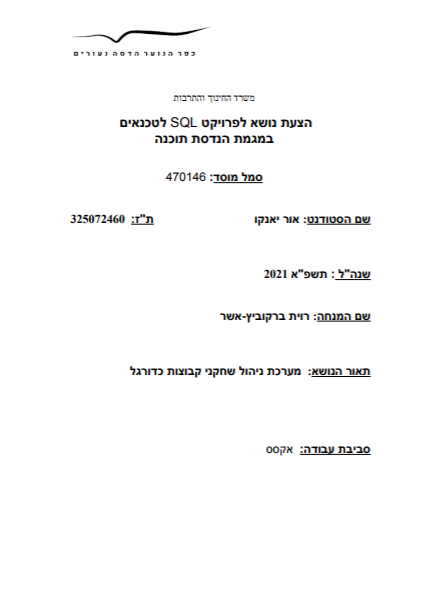 כפר הנוער הדסה נעורים
משרד החינוך והתרבות
הצעת נושא לפרויקט SQL לטכנאים
במגמת הנדסת תוכנה
סמל מוסד: 470146
שם הסטודנט: אור יאנקו ת"ז: 325072460
שנה"ל : תשפ"א 2021
שם המנחה: רוית ברקוביץ-אשר
תאור הנושא: מערכת ניהול שחקני קבוצות כדורגל
סביבת עבודה: אקסס